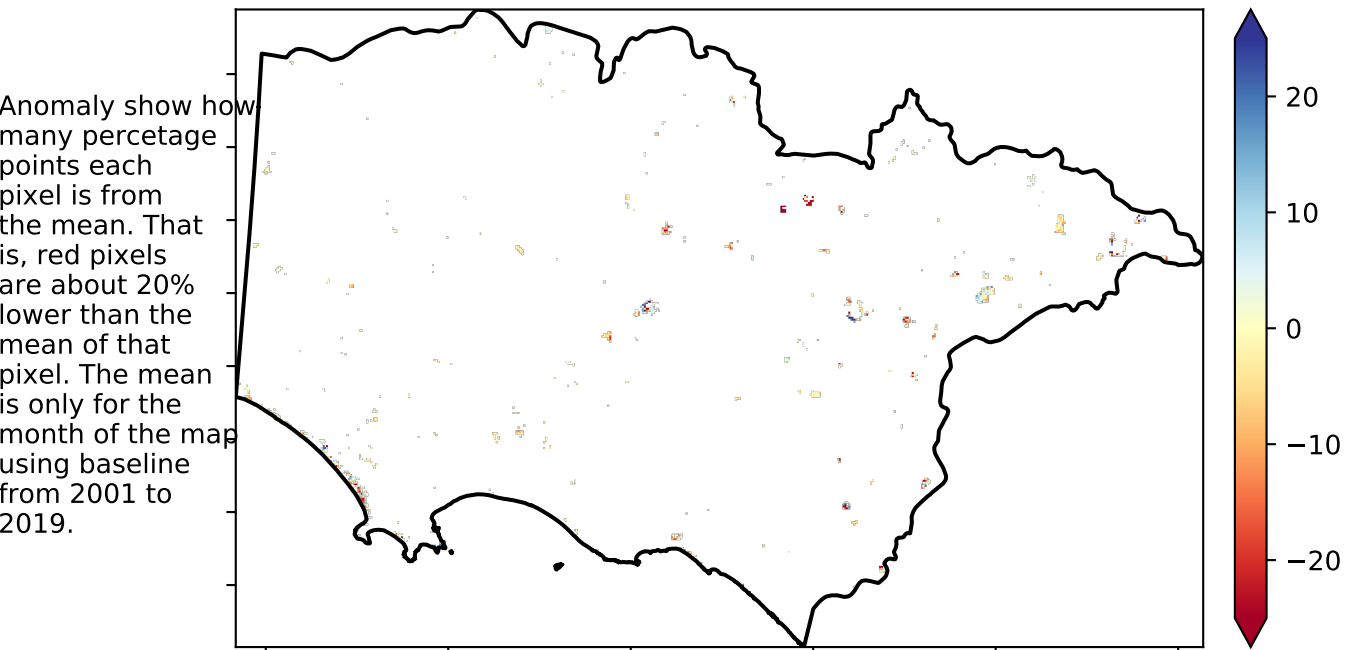 Anomaly show how
many percetage
points each
pixel is from
the mean. That
is, red pixels
are about 20%
lower than the
mean of that
pixel. The mean
is only for the
month of the map
using baseline
from 2001 to
2019.
20
10
0
−10
−20